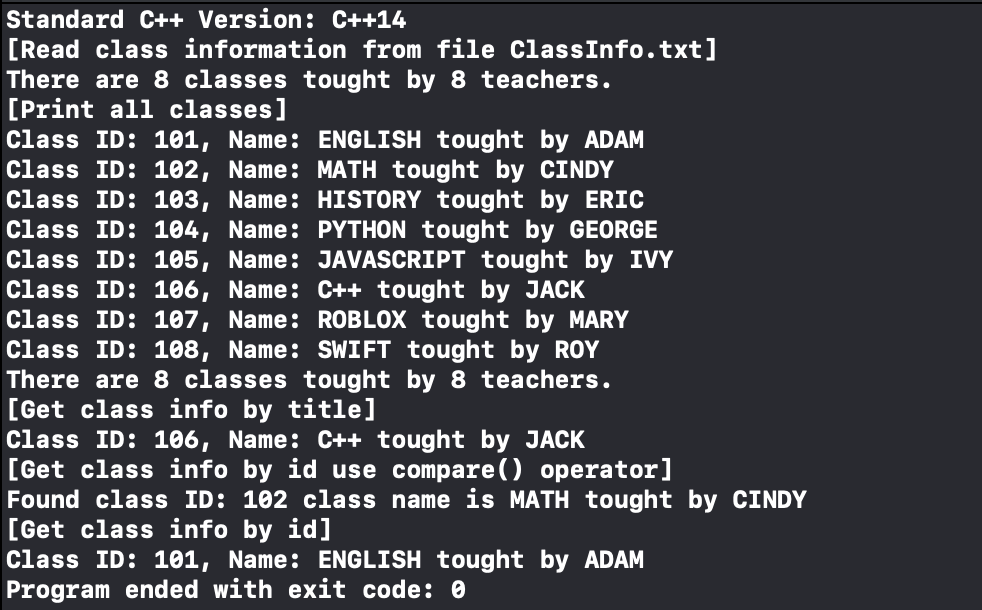 Standard C++ Version: C++14
[Read class information from file ClassInfo.txt]
There are 8 classes tought by 8 teachers.
[Print all classes]
Class ID: 101, Name: ENGLISH tought by ADAM
Class ID: 102, Name: MATH tought by CINDY
Class ID: 103, Name: HISTORY tought by ERIC
Class ID: 104, Name: PYTHON tought by GEORGE
Class ID: 105, Name: JAVASCRIPT tought by IVY
Class ID: 106, Name: C++ tought by JACK
Class ID: 107, Name: ROBLOX tought by MARY
Class ID: 108, Name: SWIFT tought by ROY
There are 8 classes tought by 8 teachers.
[Get class info by title]
Class ID: 106, Name: C++ tought by JACK
[Get class info by id use compare() operator]
Found class ID: 102 class name is MATH tought by CINDY
[Get class info by id]
Class ID: 101, Name: ENGLISH tought by ADAM
Program ended with exit code: 0